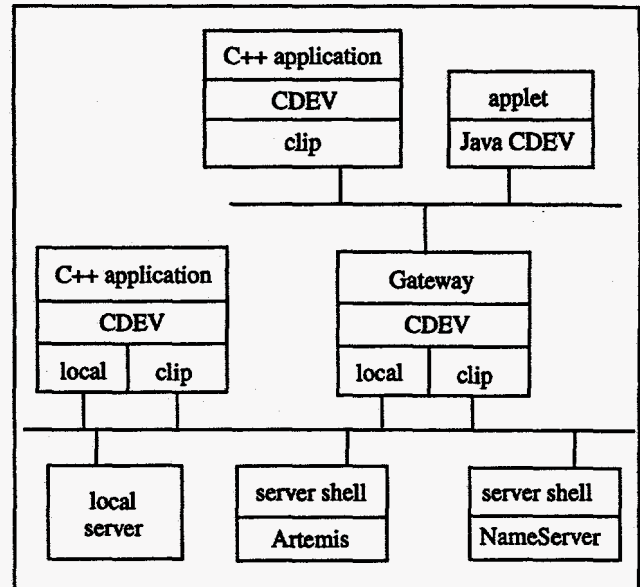 C++ application
CDEV
clip
applet
Java CDEV
C++ application
CDEV
local
clip
Gateway
CDEV
local
clip
local
server
server shell
Artemis
server shell
NameServer